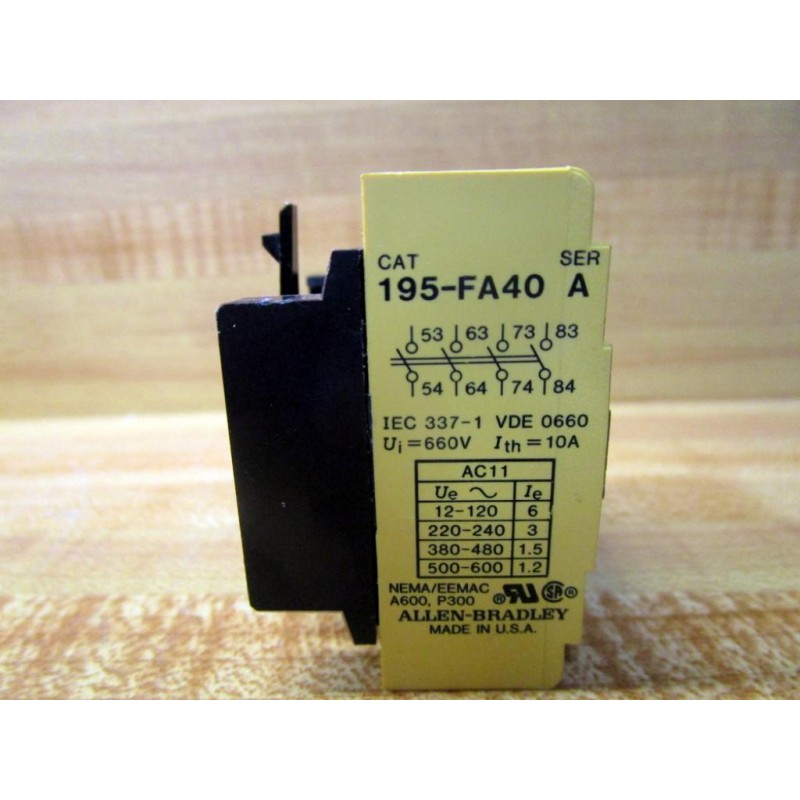 CAT SER
195-FA40 A
53 63 73 83
54 64 74 84
IEC 337-1 VDE 0660
Ui=660V Ith=10A
AC11
Ue ~ Ie
12-120 6
220-240 3
380-480 1.5
500-600 1.2
NEMA/EEMAC
A600, P300 ® RU SA ®
ALLEN-BRADLEY
MADE IN U.S.A.